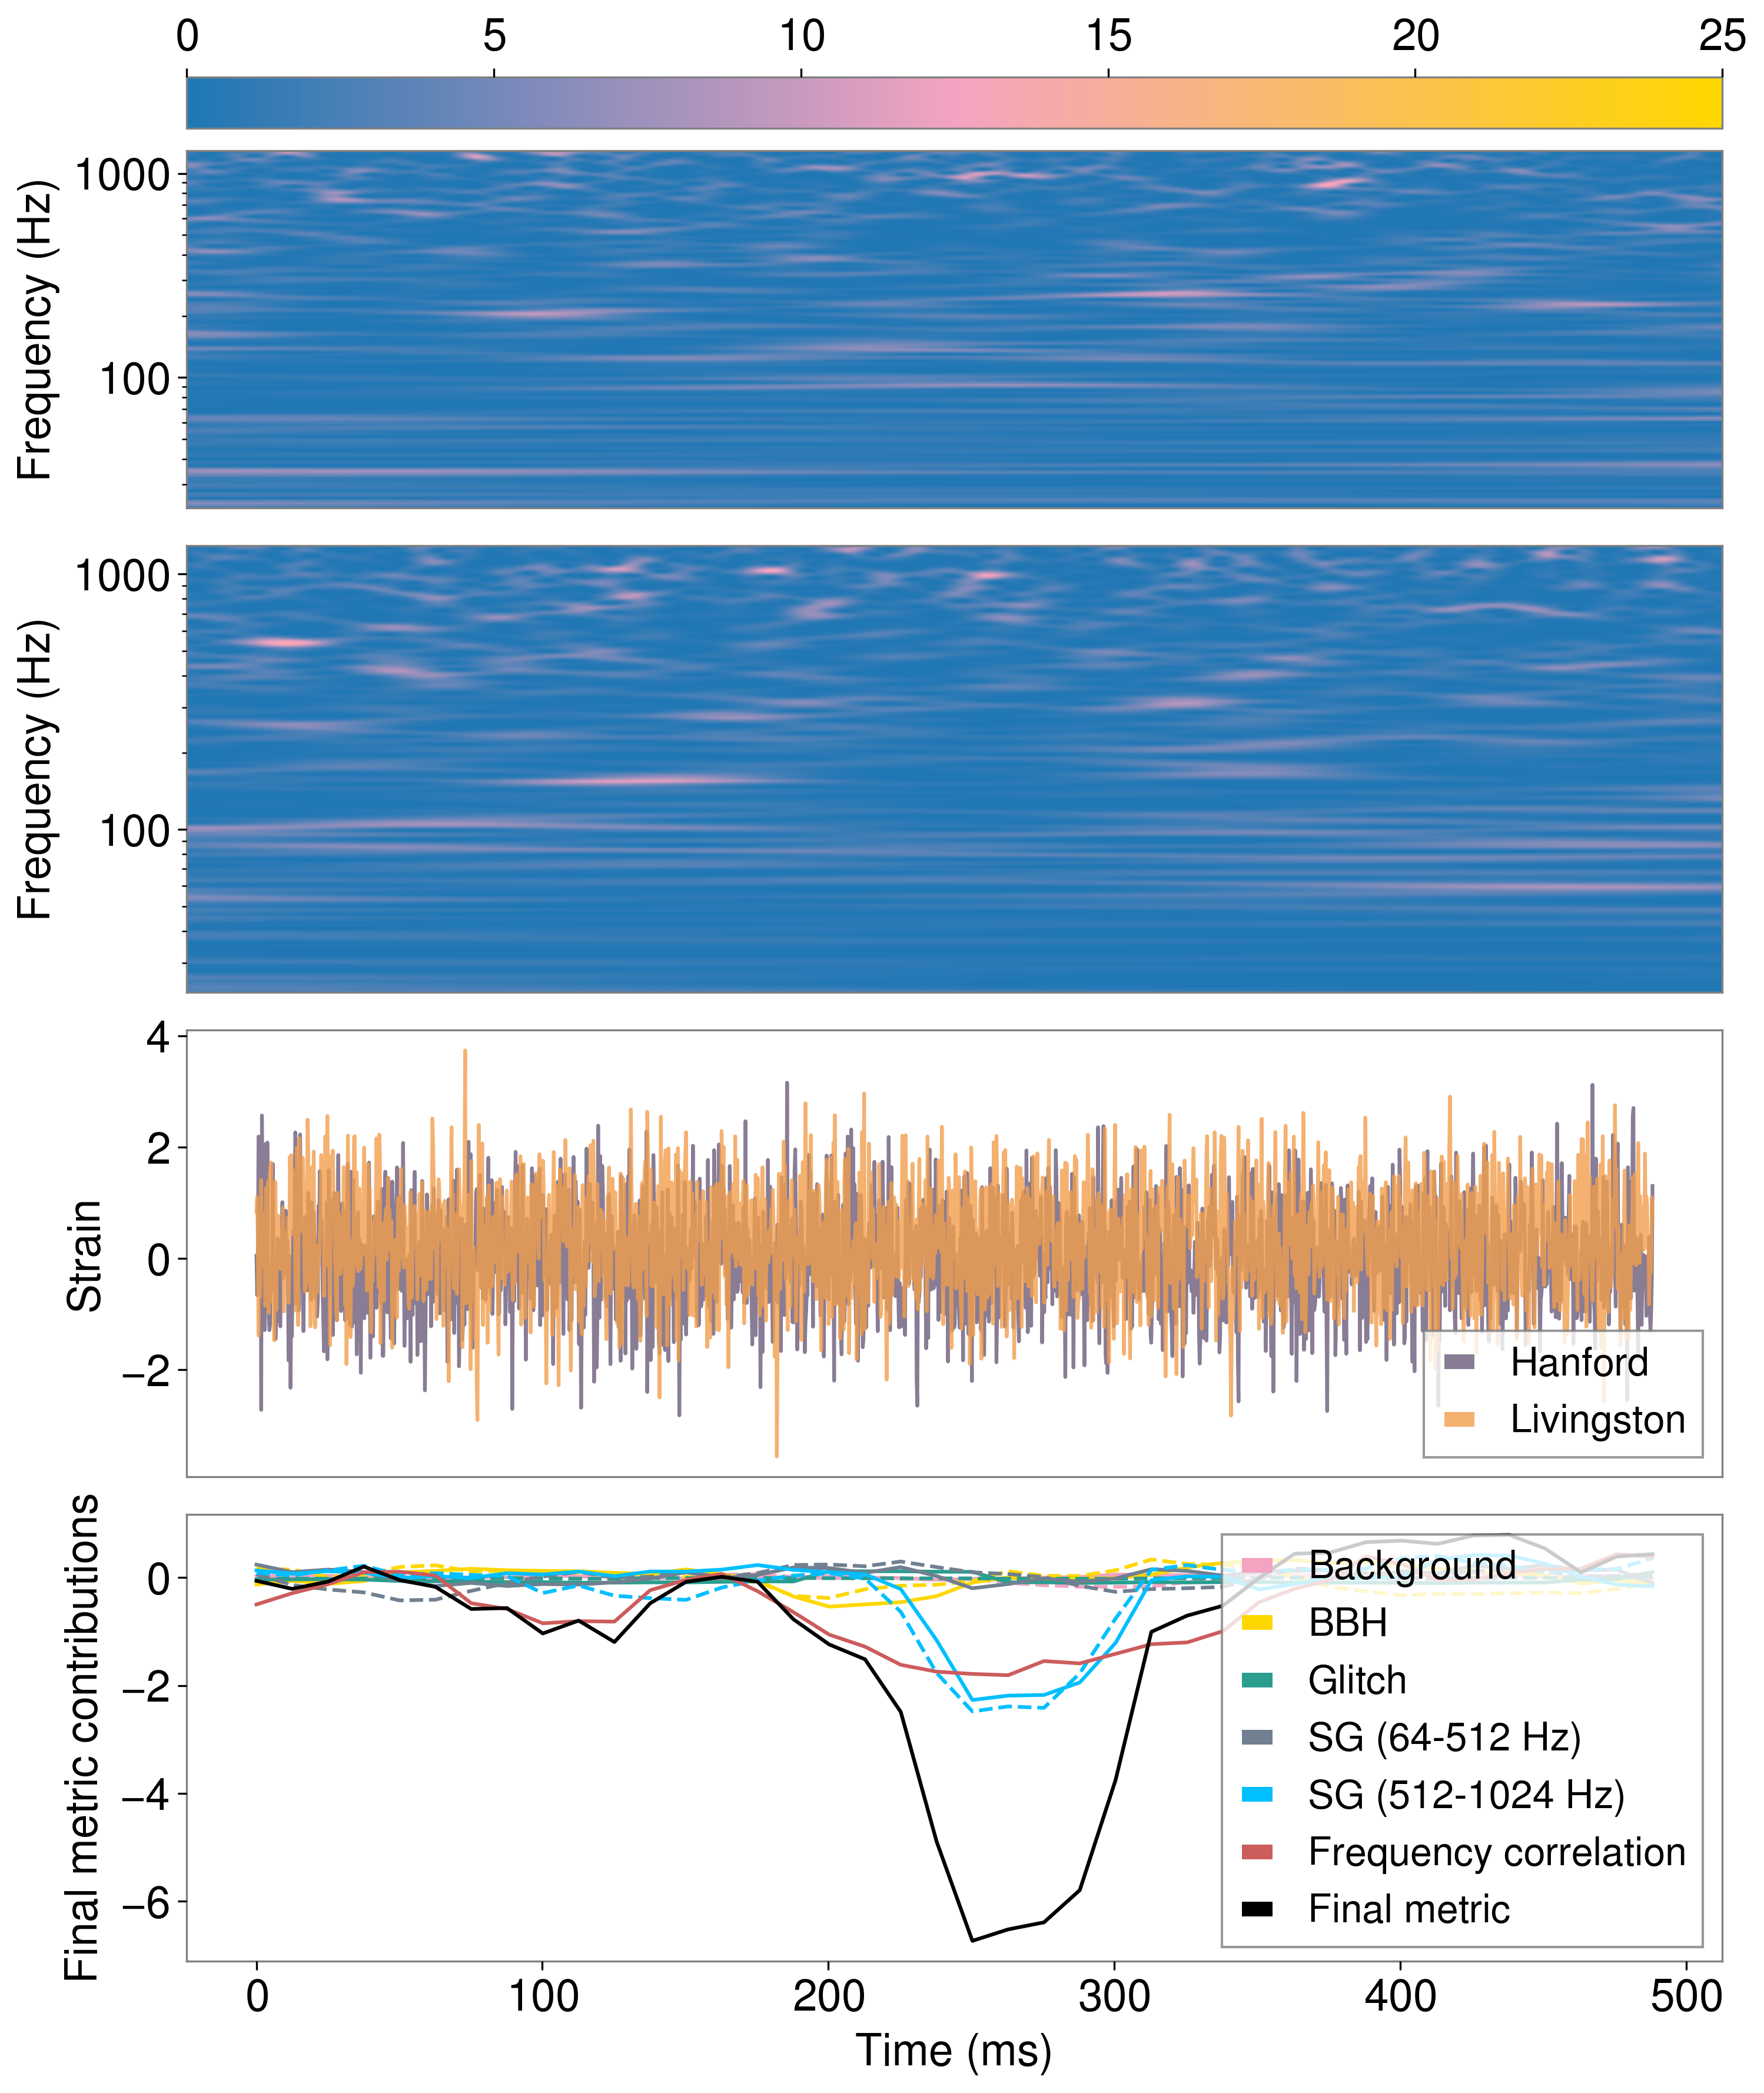 0 5 10 15 20 25
1000
100
Frequency (Hz)
1000
100
Frequency (Hz)
4
2
0
−2
Strain
Hanford
Livingston
0
−2
−4
−6
Final metric contributions
Background
BBH
Glitch
SG (64-512 Hz)
SG (512-1024 Hz)
Frequency correlation
Final metric
0 100 200 300 400 500
Time (ms)